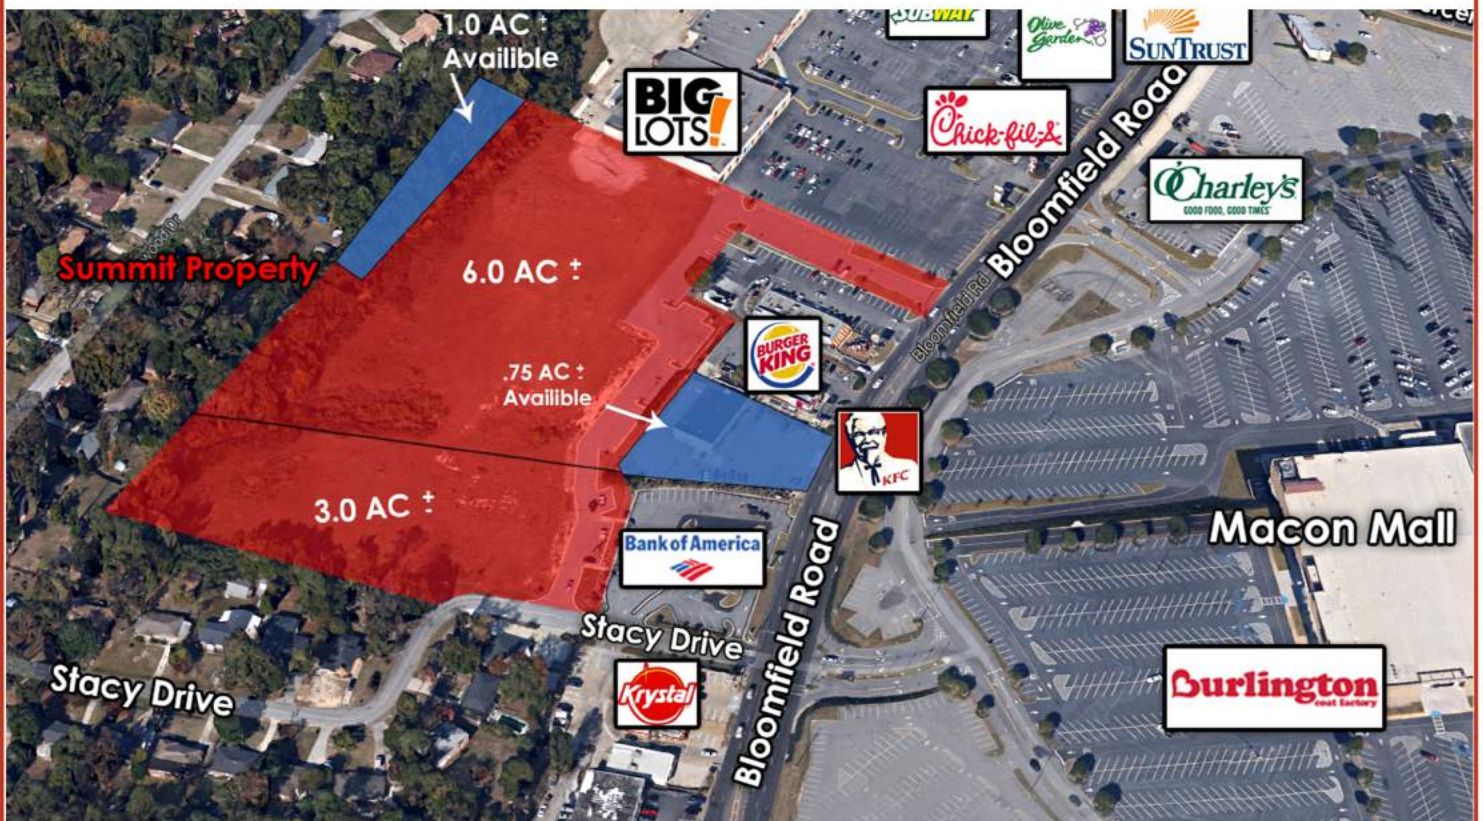 1.0 AC ±
Availible
SUBWAY
Olive
Garden
SUNTRUST
BIG
LOTS!
Chick-fil-A
Bloomfield Road
O'Charley's
GOOD FOOD, GOOD TIMES
Summit Property
6.0 AC ±
Bloomfield Rd
BURGER
KING
.75 AC ±
Availible
KFC
3.0 AC ±
Macon Mall
Bank of America
Bloomfield Road
Stacy Drive
Stacy Drive
Krystal
Burlington
coat factory